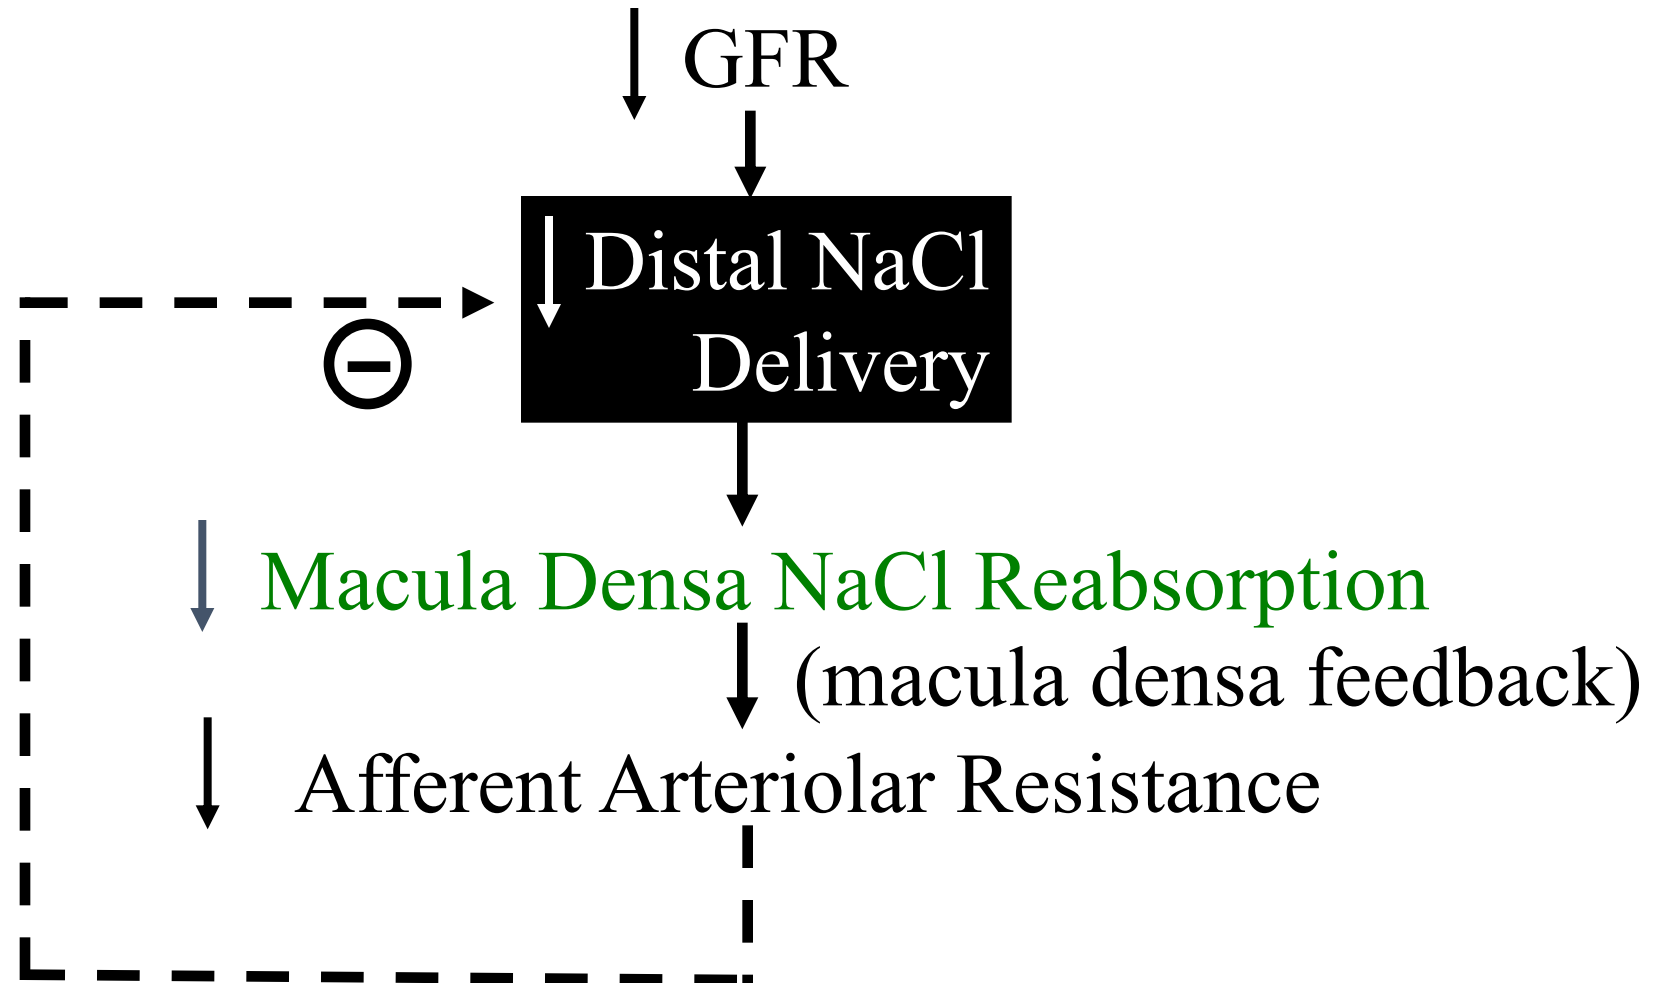 GFR
Distal NaCl
Delivery
Macula Densa NaCl Reabsorption
(macula densa feedback)
Afferent Arteriolar Resistance